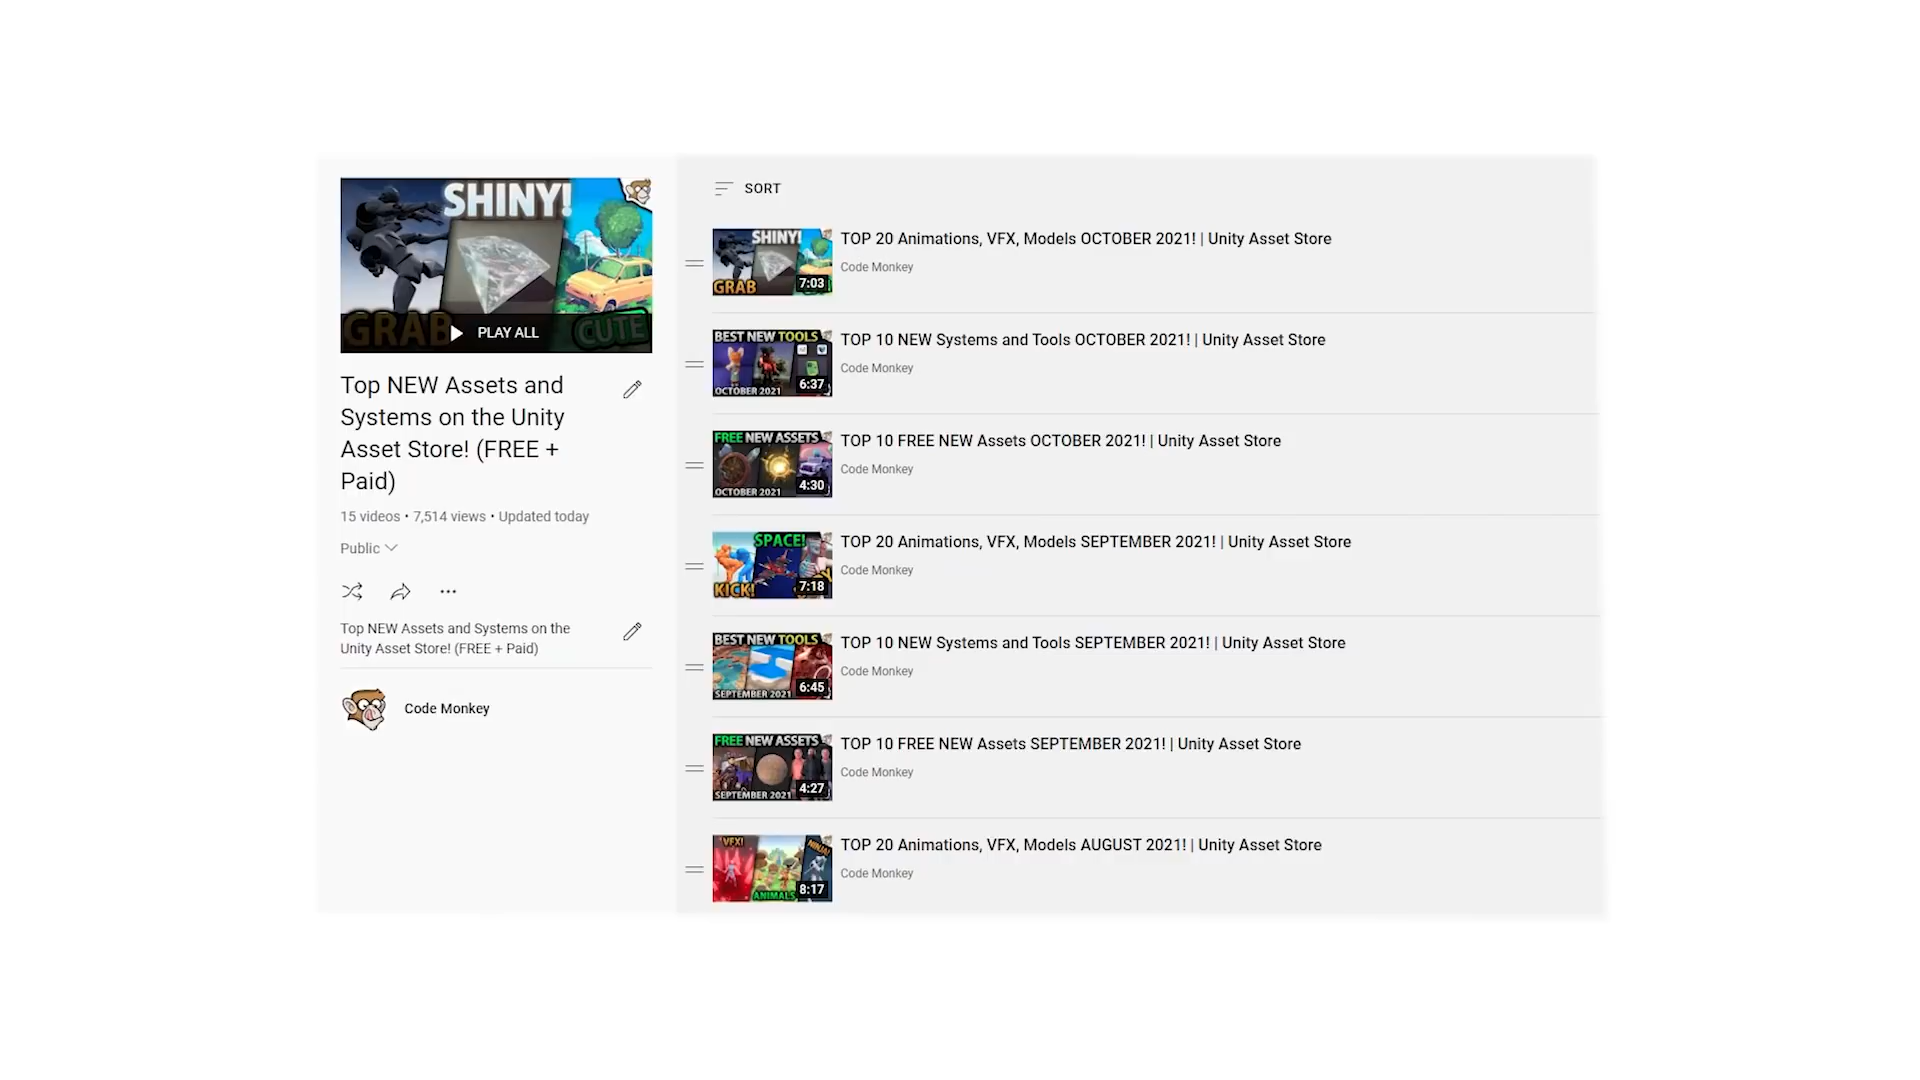 SHINY!
GRAB
CUTE
PLAY ALL
Top NEW Assets and
Systems on the Unity
Asset Store! (FREE +
Paid)
15 videos • 7,514 views • Updated today
Public
Top NEW Assets and Systems on the
Unity Asset Store! (FREE + Paid)
Code Monkey
SORT
SHINY!
GRAB
7:03
TOP 20 Animations, VFX, Models OCTOBER 2021! | Unity Asset Store
Code Monkey
BEST NEW TOOLS
OCTOBER 2021
6:37
TOP 10 NEW Systems and Tools OCTOBER 2021! | Unity Asset Store
Code Monkey
FREE NEW ASSETS
OCTOBER 2021
4:30
TOP 10 FREE NEW Assets OCTOBER 2021! | Unity Asset Store
Code Monkey
SPACE!
KICK!
7:18
TOP 20 Animations, VFX, Models SEPTEMBER 2021! | Unity Asset Store
Code Monkey
BEST NEW TOOLS
SEPTEMBER 2021
6:45
TOP 10 NEW Systems and Tools SEPTEMBER 2021! | Unity Asset Store
Code Monkey
FREE NEW ASSETS
SEPTEMBER 2021
4:27
TOP 10 FREE NEW Assets SEPTEMBER 2021! | Unity Asset Store
Code Monkey
VFX!
NINJA!
ANIMALS
8:17
TOP 20 Animations, VFX, Models AUGUST 2021! | Unity Asset Store
Code Monkey